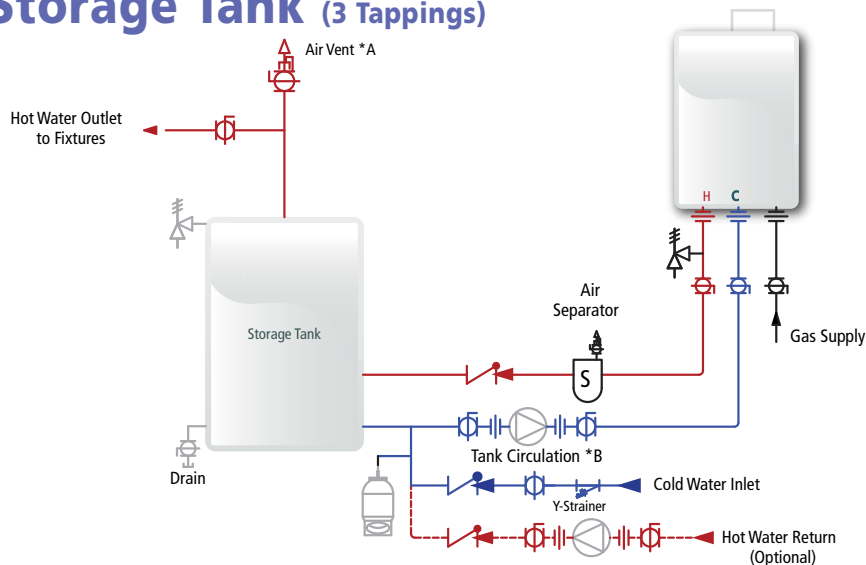 Storage Tank (3 Tappings)
Air Vent *A
Hot Water Outlet
to Fixtures
H C
Air
Separator
Gas Supply
Storage Tank
S
Tank Circulation *B
Drain
Cold Water Inlet
Y-Strainer
Hot Water Return
(Optional)